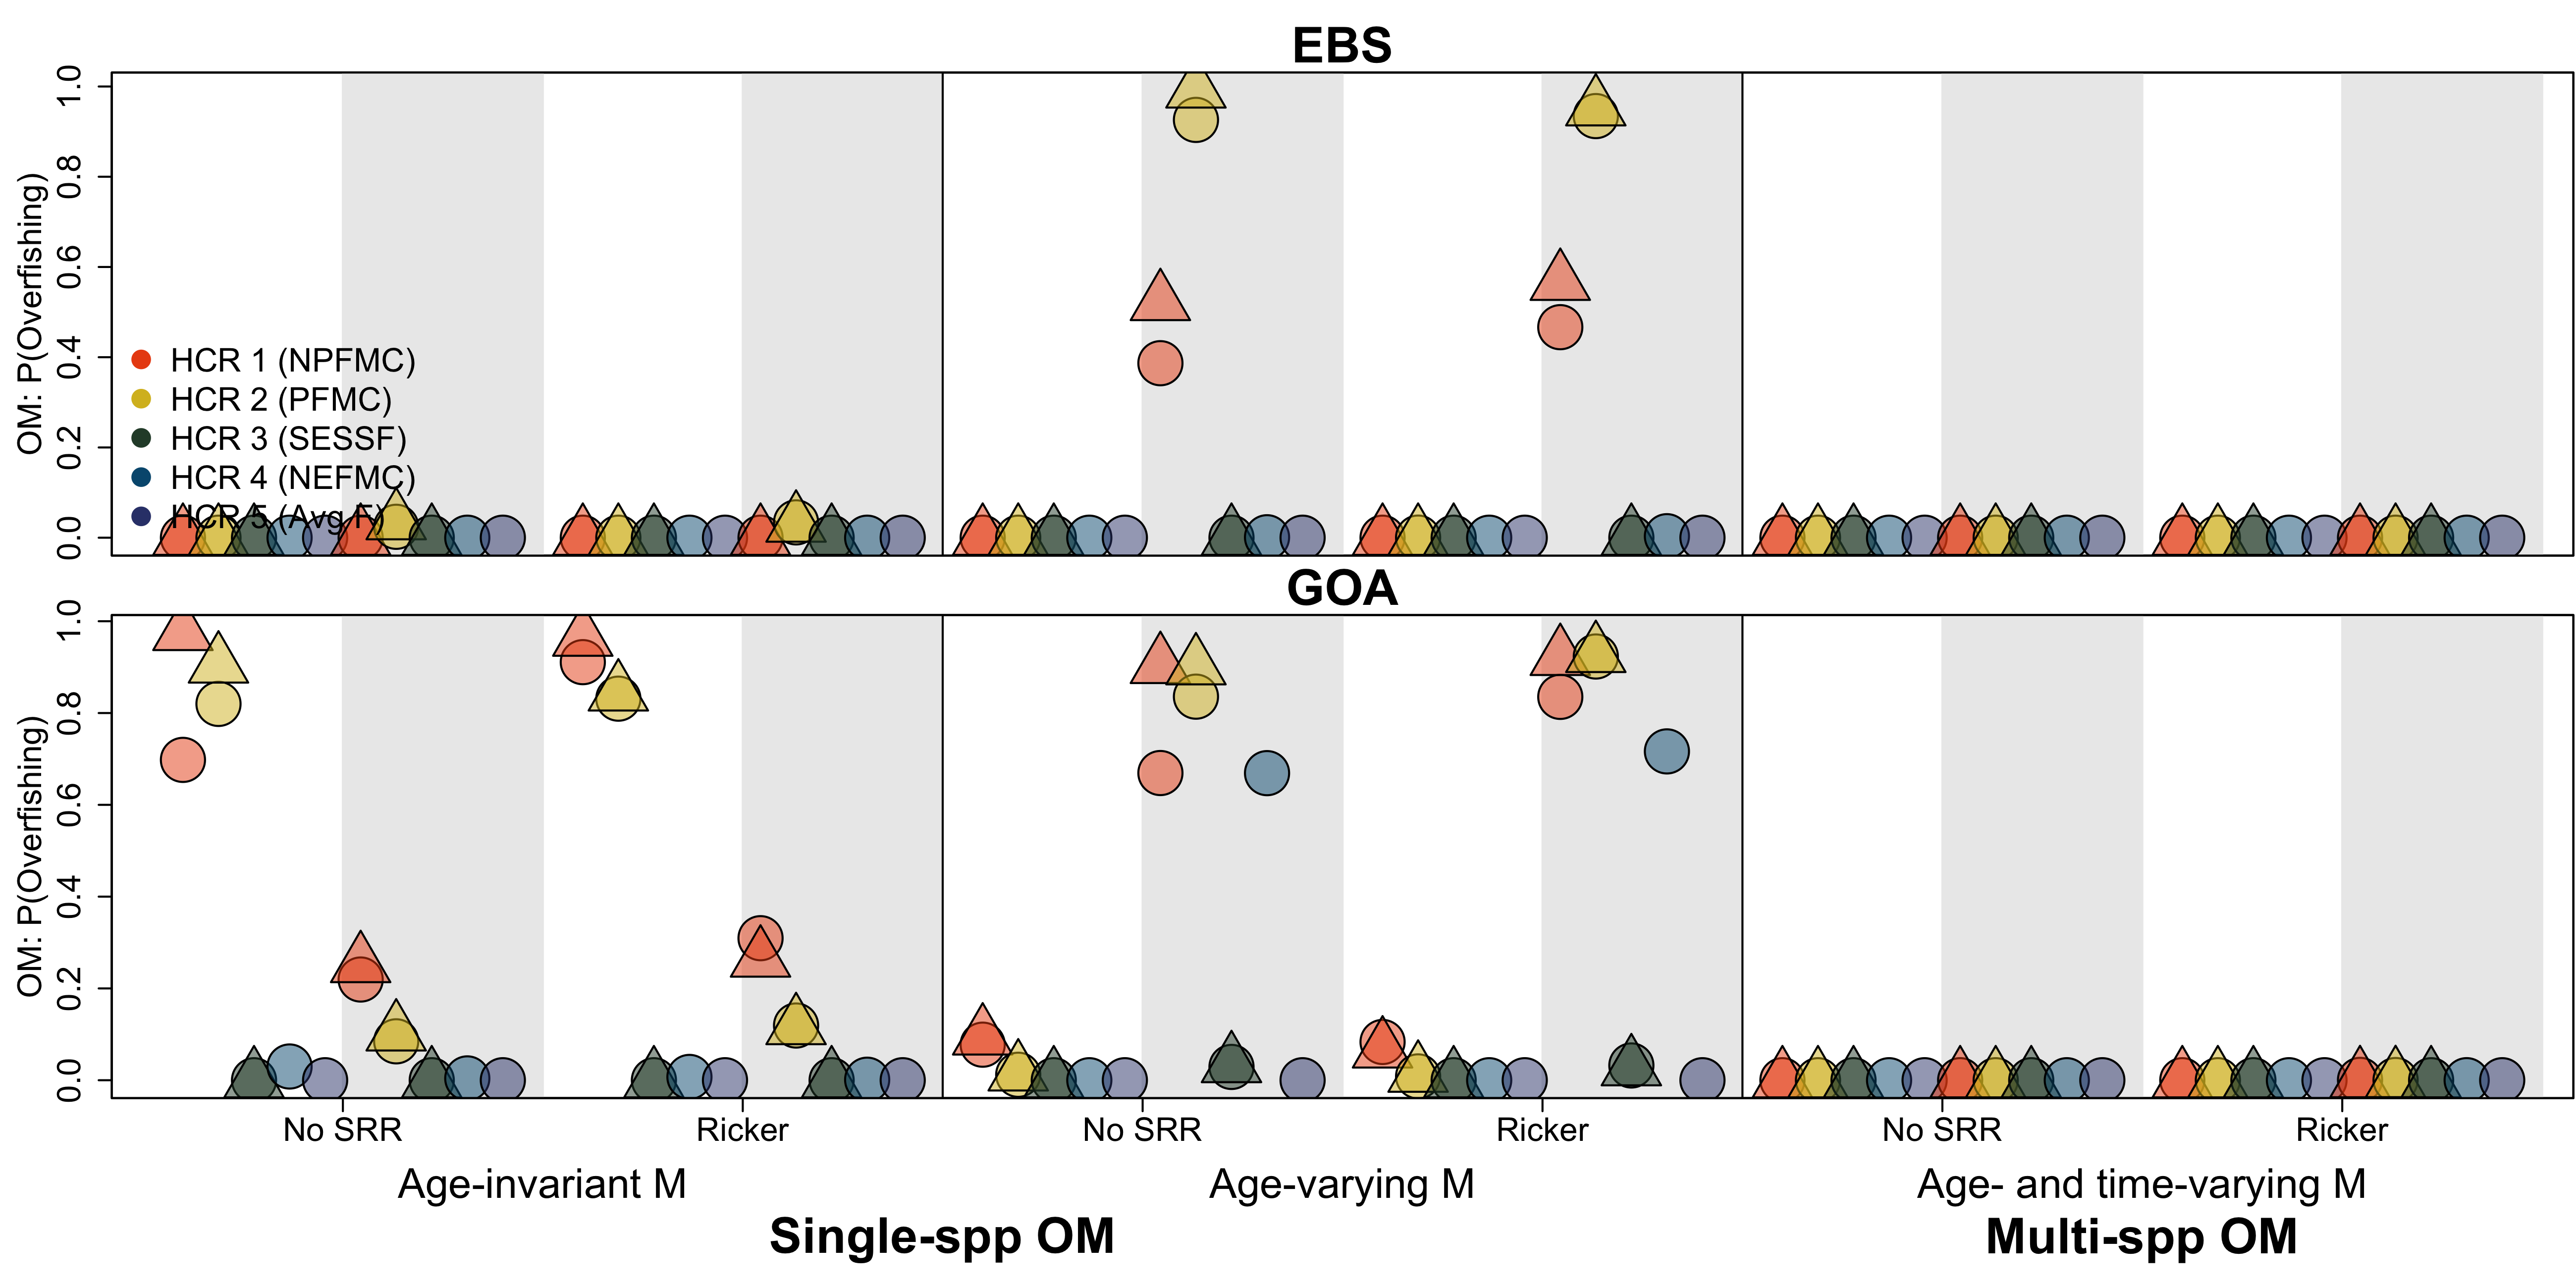 EBS
OM: P(Overfishing)
1.0
0.8
0.6
0.4
0.2
0.0
HCR 1 (NPFMC)
HCR 2 (PFMC)
HCR 3 (SESSF)
HCR 4 (NEFMC)
HCR 5 (Avg F)
GOA
OM: P(Overfishing)
1.0
0.8
0.6
0.4
0.2
0.0
No SRR Ricker No SRR Ricker No SRR Ricker
Age-invariant M Age-varying M Age- and time-varying M
Single-spp OM Multi-spp OM